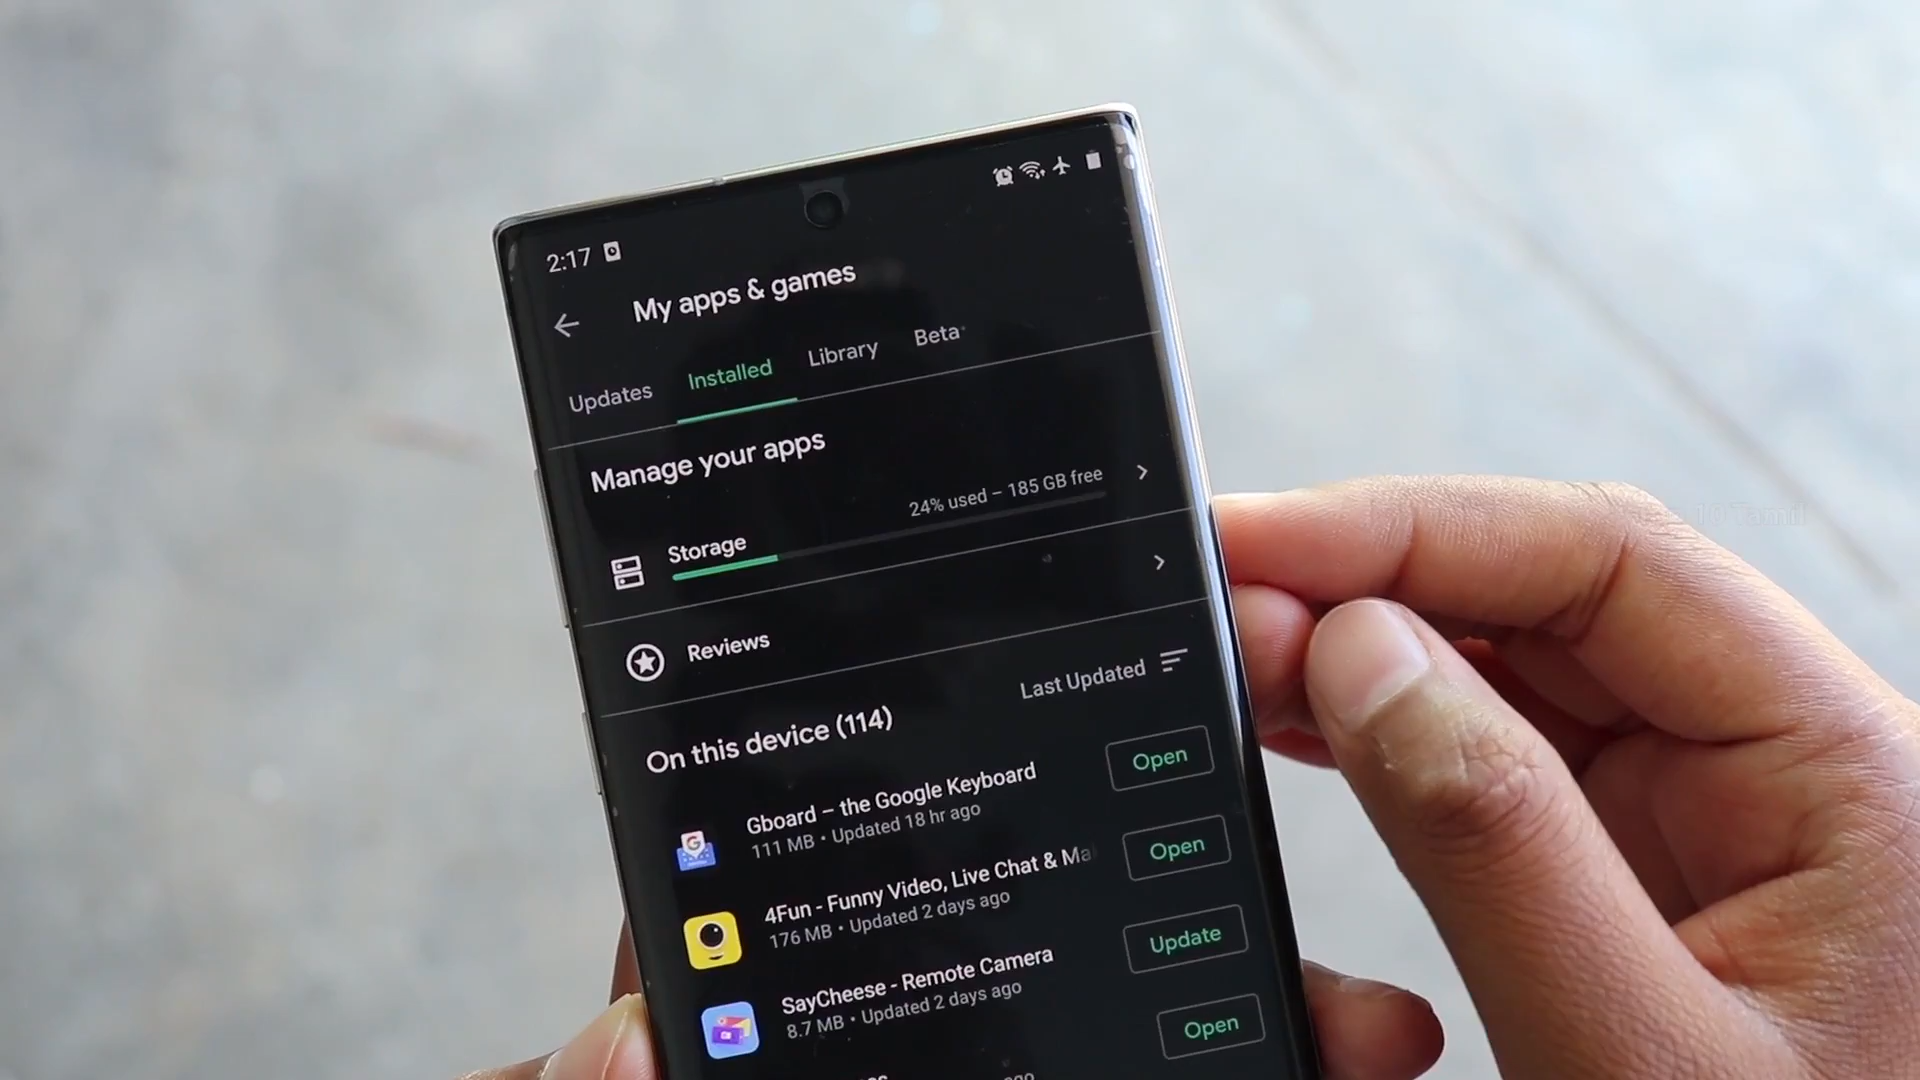 2:17
My apps & games
Updates Installed Library Beta
Manage your apps
24% used – 185 GB free
Storage
Reviews
Last Updated
On this device (114)
Gboard – the Google Keyboard
111 MB • Updated 18 hr ago
Open
4Fun - Funny Video, Live Chat & Ma
176 MB • Updated 2 days ago
Open
SayCheese - Remote Camera
8.7 MB • Updated 2 days ago
Update
Open
ago
Tamil